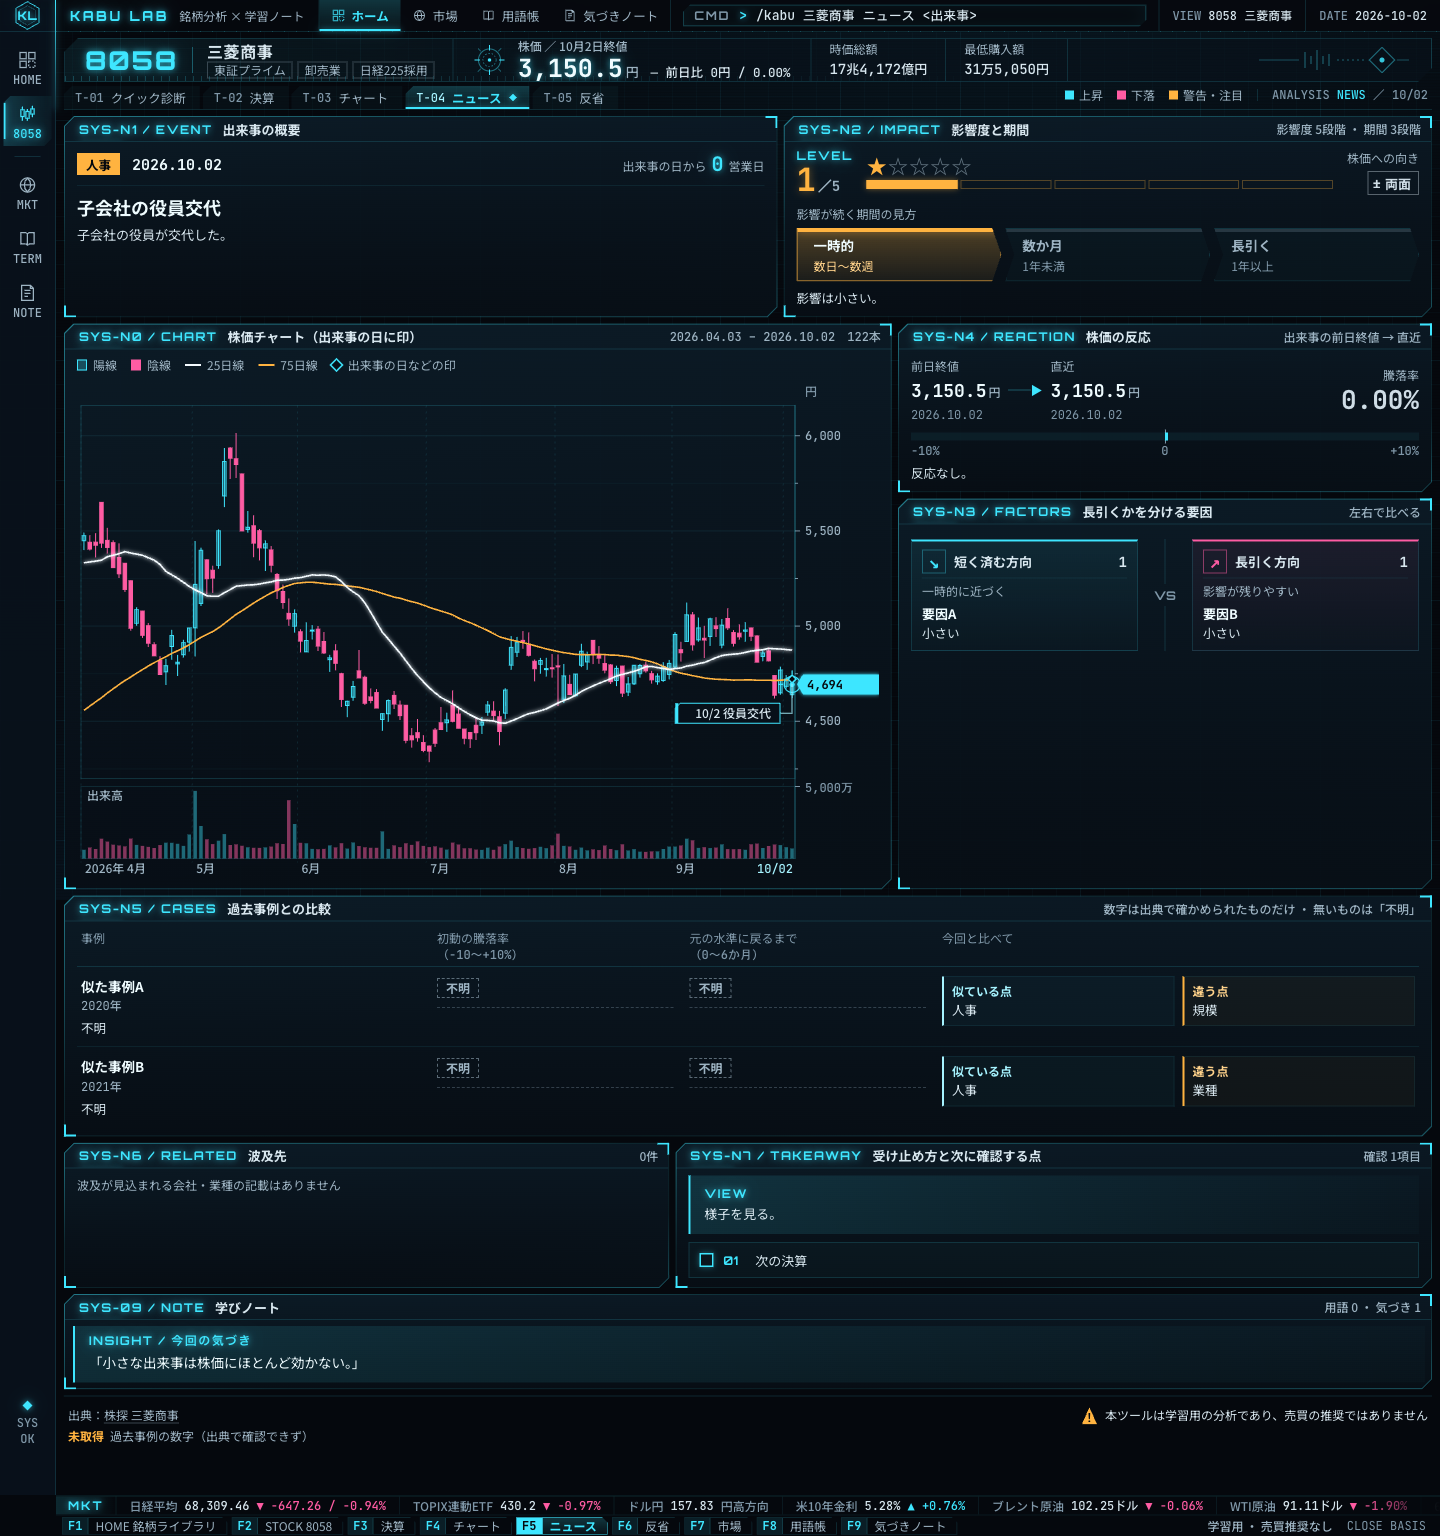 KL KABU LAB 銘柄分析 × 学習ノート ホーム 市場 用語帳 気づきノート CMD > /kabu 三菱商事 ニュース <出来事> VIEW 8058 三菱商事 DATE 2026-10-02
HOME
8058
MKT
TERM
NOTE
SYS
OK
8058 三菱商事
東証プライム 卸売業 日経225採用
株価 ／ 10月2日終値
3,150.5円 – 前日比 0円 / 0.00%
時価総額
17兆4,172億円
最低購入額
31万5,050円
T-01 クイック診断 T-02 決算 T-03 チャート T-04 ニュース ◆ T-05 反省
上昇 下落 警告・注目 ANALYSIS NEWS ／ 10/02
SYS-N1 / EVENT 出来事の概要
人事 2026.10.02 出来事の日から 0 営業日
子会社の役員交代
子会社の役員が交代した。
SYS-N2 / IMPACT 影響度と期間 影響度 5段階 ・ 期間 3段階
LEVEL
1／5 ★☆☆☆☆
株価への向き
± 両面
影響が続く期間の見方
一時的
数日〜数週
数か月
1年未満
長引く
1年以上
影響は小さい。
SYS-N0 / CHART 株価チャート（出来事の日に印） 2026.04.03 – 2026.10.02 122本
陽線 陰線 25日線 75日線 出来事の日などの印
円
6,000
5,500
5,000
4,694
10/2 役員交代
4,500
5,000万
出来高
2026年 4月 5月 6月 7月 8月 9月 10/02
SYS-N4 / REACTION 株価の反応 出来事の前日終値 → 直近
前日終値
3,150.5円
2026.10.02
直近
3,150.5円
2026.10.02
騰落率
0.00%
-10% 0 +10%
反応なし。
SYS-N3 / FACTORS 長引くかを分ける要因 左右で比べる
↘ 短く済む方向 1
一時的に近づく
要因A
小さい
VS
↗ 長引く方向 1
影響が残りやすい
要因B
小さい
SYS-N5 / CASES 過去事例との比較 数字は出典で確かめられたものだけ ・ 無いものは「不明」
事例 初動の騰落率 元の水準に戻るまで 今回と比べて
（-10〜+10%） （0〜6か月）
似た事例A
2020年
不明
不明 不明
似ている点
人事
違う点
規模
似た事例B
2021年
不明
不明 不明
似ている点
人事
違う点
業種
SYS-N6 / RELATED 波及先 0件
波及が見込まれる会社・業種の記載はありません
SYS-N7 / TAKEAWAY 受け止め方と次に確認する点 確認 1項目
VIEW
様子を見る。
01 次の決算
SYS-09 / NOTE 学びノート 用語 0 ・ 気づき 1
INSIGHT / 今回の気づき
「小さな出来事は株価にほとんど効かない。」
出典：株探 三菱商事
未取得 過去事例の数字（出典で確認できず）
本ツールは学習用の分析であり、売買の推奨ではありません
MKT 日経平均 68,309.46 ▼ -647.26 / -0.94% TOPIX連動ETF 430.2 ▼ -0.97% ドル円 157.83 円高方向 米10年金利 5.28% ▲ +0.76% ブレント原油 102.25ドル ▼ -0.06% WTI原油 91.11ドル ▼ -1.90%
F1 HOME 銘柄ライブラリ F2 STOCK 8058 F3 決算 F4 チャート F5 ニュース F6 反省 F7 市場 F8 用語帳 F9 気づきノート 学習用 ・ 売買推奨なし CLOSE BASIS